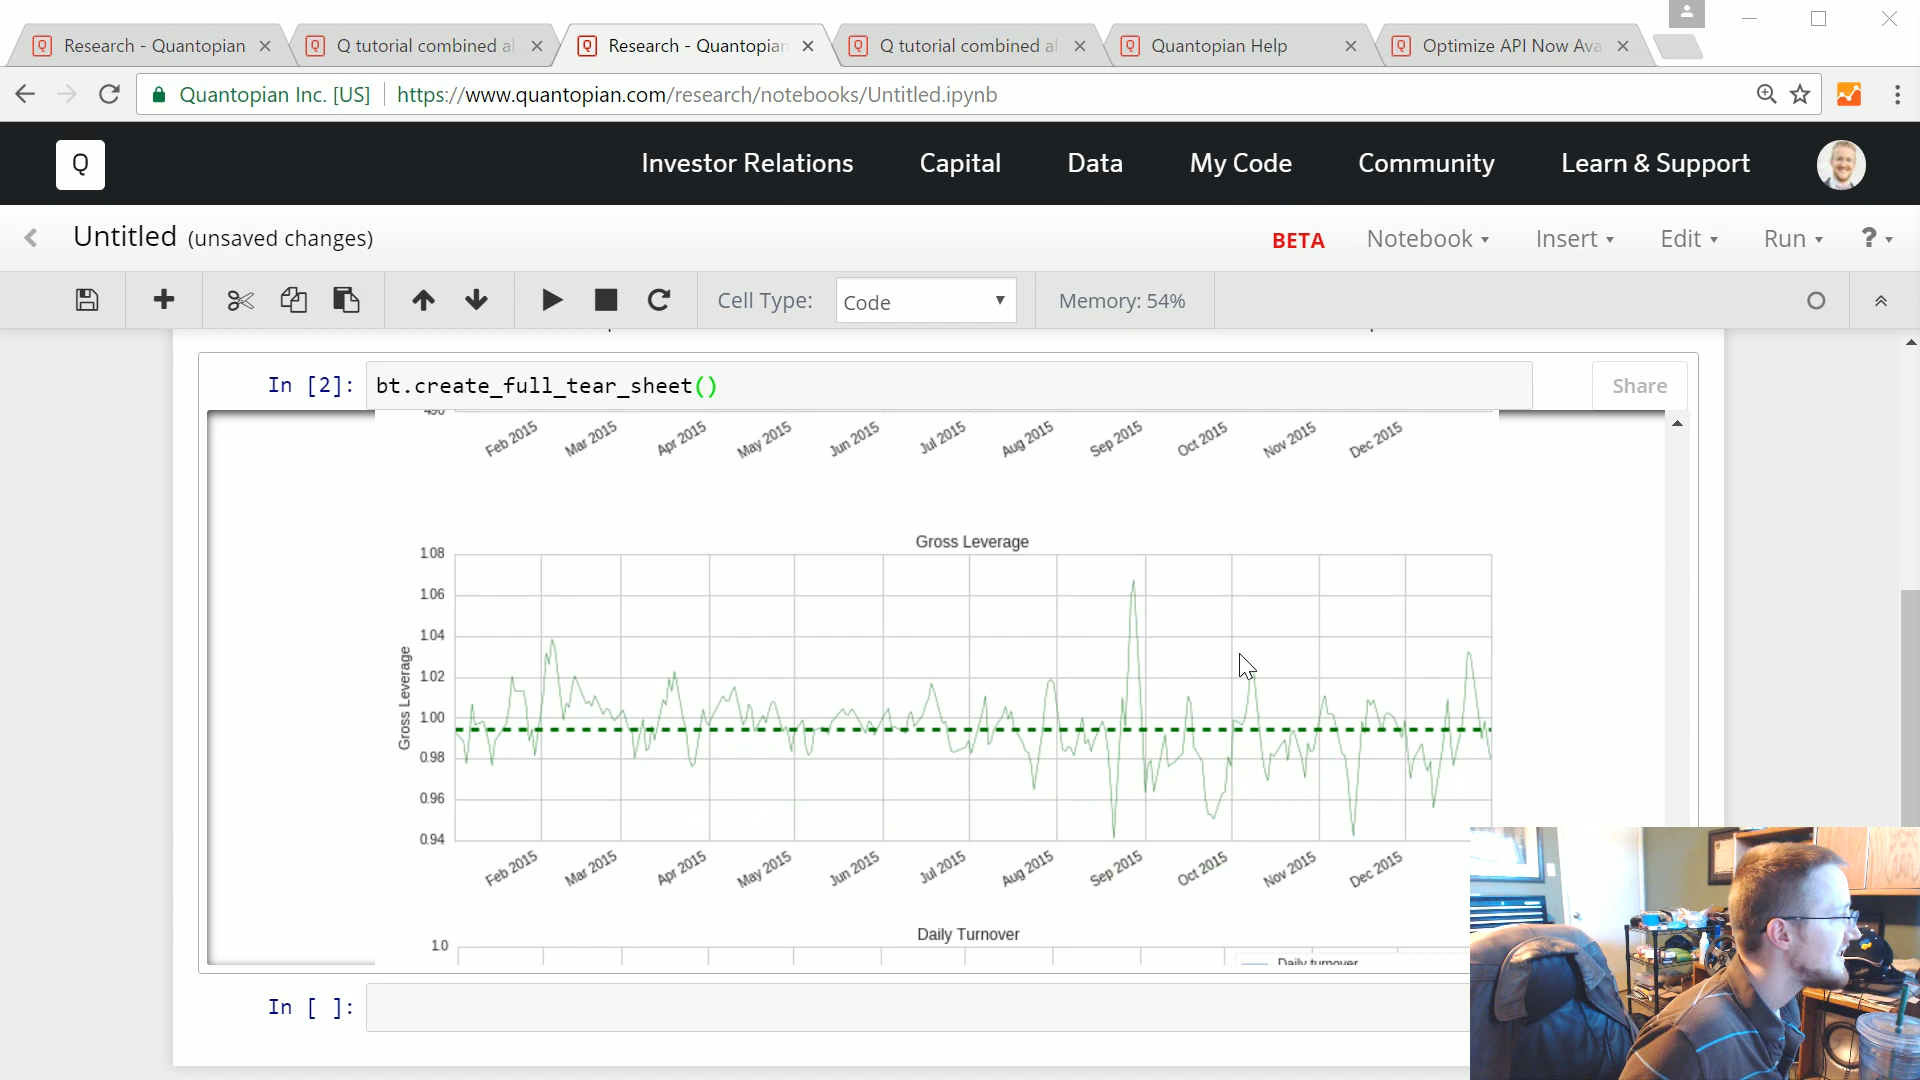 Research - Quantopian
Q tutorial combined al
Research - Quantopian
Q tutorial combined al
Quantopian Help
Optimize API Now Ava
Quantopian Inc. [US]
https://www.quantopian.com/research/notebooks/Untitled.ipynb
Q
Investor Relations
Capital
Data
My Code
Community
Learn & Support
Untitled (unsaved changes)
BETA
Notebook
Insert
Edit
Run
?
Cell Type:
Code
Memory: 54%
In [2]:
bt.create_full_tear_sheet()
Share
Feb 2015
Mar 2015
Apr 2015
May 2015
Jun 2015
Jul 2015
Aug 2015
Sep 2015
Oct 2015
Nov 2015
Dec 2015
Gross Leverage
Gross Leverage
1.08
1.06
1.04
1.02
1.00
0.98
0.96
0.94
Feb 2015
Mar 2015
Apr 2015
May 2015
Jun 2015
Jul 2015
Aug 2015
Sep 2015
Oct 2015
Nov 2015
Dec 2015
Daily Turnover
1.0
Daily turnover
In [ ]: